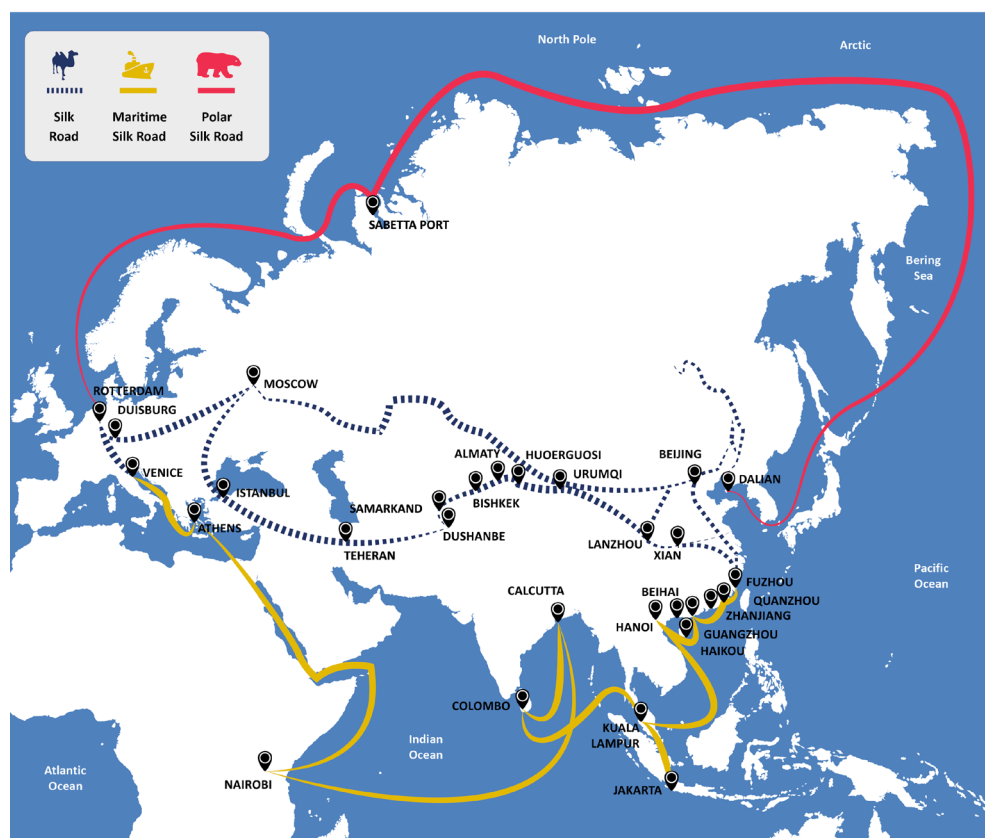 North Pole
Arctic
Silk
Road
Maritime
Silk Road
Polar
Silk Road
SABETTA PORT
Bering
Sea
MOSCOW
ROTTERDAM
DUISBURG
VENICE
ISTANBUL
ATHENS
ALMATY
HUOERGUOSI
URUMQI
BEIJING
DALIAN
BISHKEK
SAMARKAND
DUSHANBE
TEHERAN
LANZHOU
XIAN
Pacific
Ocean
FUZHOU
QUANZHOU
ZHANJIANG
GUANGZHOU
HAIKOU
BEIHAI
HANOI
CALCUTTA
COLOMBO
KUALA
LAMPUR
JAKARTA
Indian
Ocean
NAIROBI
Atlantic
Ocean